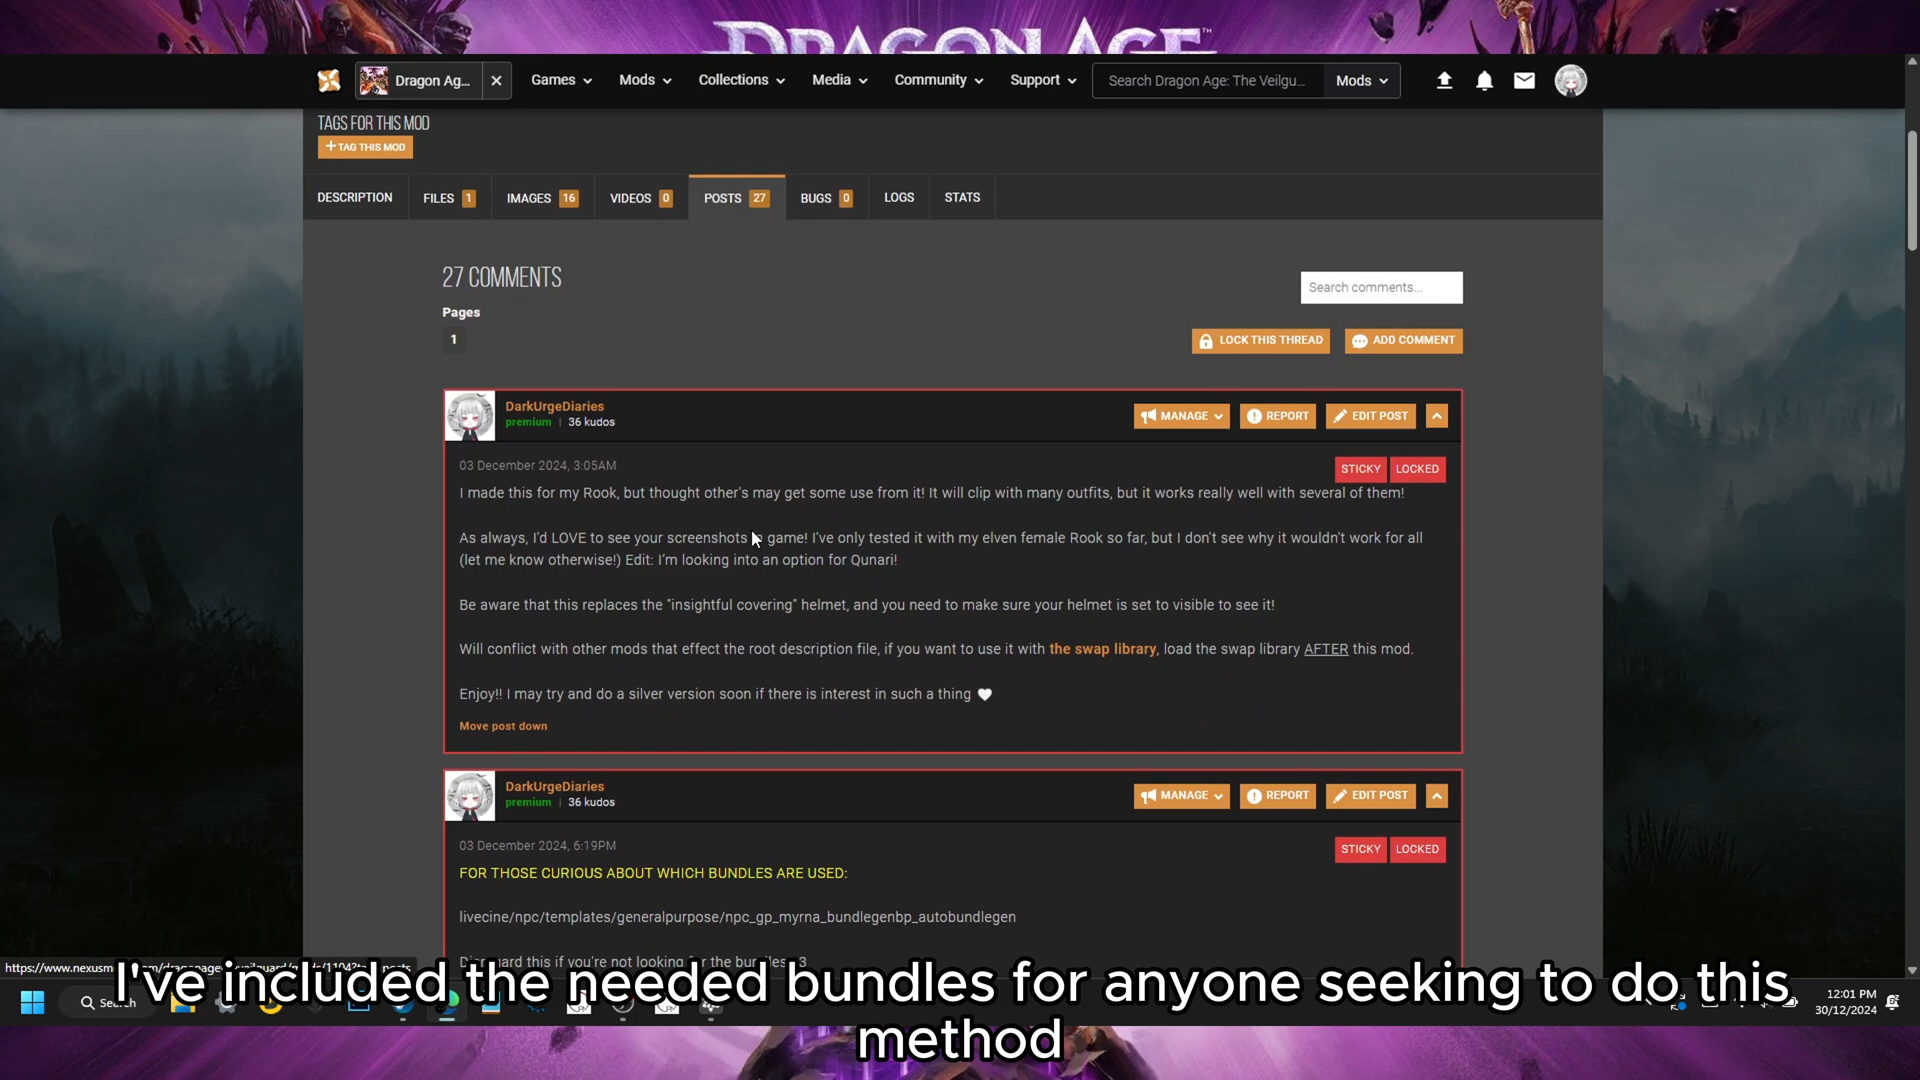 DRAGON AGE™
Dragon Ag...
Games
Mods
Collections
Media
Community
Support
Search Dragon Age: The Veilgu...
Mods
TAGS FOR THIS MOD
+TAG THIS MOD
DESCRIPTION
FILES 1
IMAGES 16
VIDEOS 0
POSTS 27
BUGS 0
LOGS
STATS
27 COMMENTS
Search comments...
Pages
1
LOCK THIS THREAD
ADD COMMENT
DarkUrgeDiaries
premium | 36 kudos
MANAGE
REPORT
EDIT POST
03 December 2024, 3:05AM
STICKY LOCKED
I made this for my Rook, but thought other's may get some use from it! It will clip with many outfits, but it works really well with several of them!
As always, I'd LOVE to see your screenshots game! I've only tested it with my elven female Rook so far, but I don't see why it wouldn't work for all
(let me know otherwise!) Edit: I'm looking into an option for Qunari!
Be aware that this replaces the "insightful covering" helmet, and you need to make sure your helmet is set to visible to see it!
Will conflict with other mods that effect the root description file, if you want to use it with the swap library, load the swap library AFTER this mod.
Enjoy!! I may try and do a silver version soon if there is interest in such a thing 🤍
Move post down
DarkUrgeDiaries
premium | 36 kudos
MANAGE
REPORT
EDIT POST
03 December 2024, 6:19PM
STICKY LOCKED
FOR THOSE CURIOUS ABOUT WHICH BUNDLES ARE USED:
livecine/npc/templates/generalpurpose/npc_gp_myrna_bundlegenbp_autobundlegen
this if you're not looking for the
I've included the needed bundles for anyone seeking to do this
method
Search
12:01 PM
30/12/2024